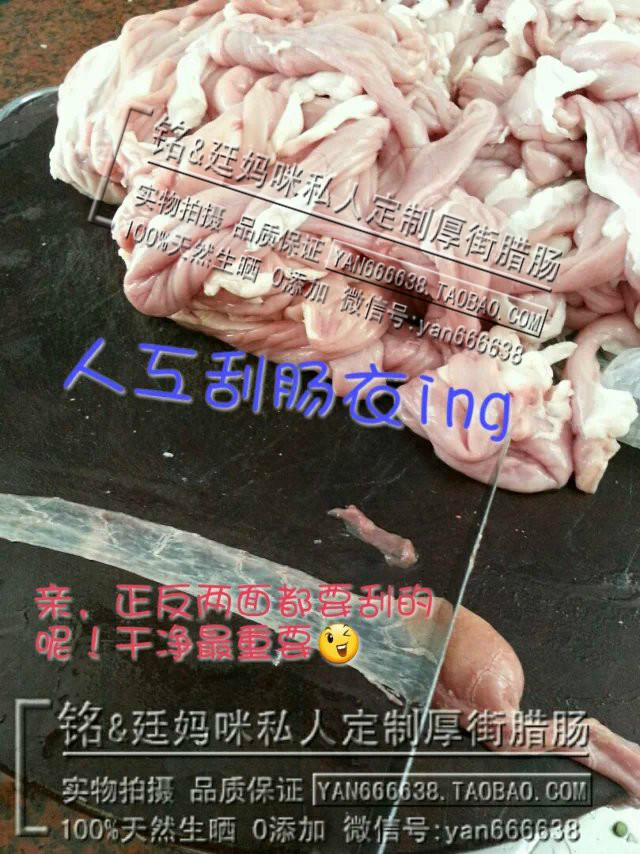 铭&廷妈咪私人定制厚街腊肠
实物拍摄 品质保证 YAN666638.TAOBAO.COM
100%天然生晒 0添加 微信号:yan666638
人工刮肠衣ing
亲、正反两面都要刮的
呢！干净最重要😉
铭&廷妈咪私人定制厚街腊肠
实物拍摄 品质保证 YAN666638.TAOBAO.COM
100%天然生晒 0添加 微信号:yan666638